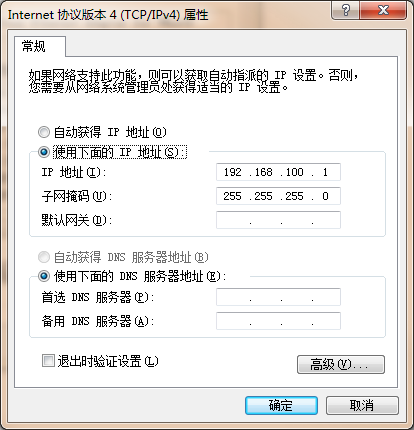 Internet 协议版本 4 (TCP/IPv4) 属性
常规
如果网络支持此功能，则可以获取自动指派的 IP 设置。否则，
您需要从网络系统管理员处获得适当的 IP 设置。
自动获得 IP 地址(O)
使用下面的 IP 地址(S):
IP 地址(I): 192 .168 .100 . 1
子网掩码(U): 255 .255 .255 . 0
默认网关(D): . . .
自动获得 DNS 服务器地址(B)
使用下面的 DNS 服务器地址(E):
首选 DNS 服务器(P): . . .
备用 DNS 服务器(A): . . .
退出时验证设置(L)
高级(V)...
确定 取消